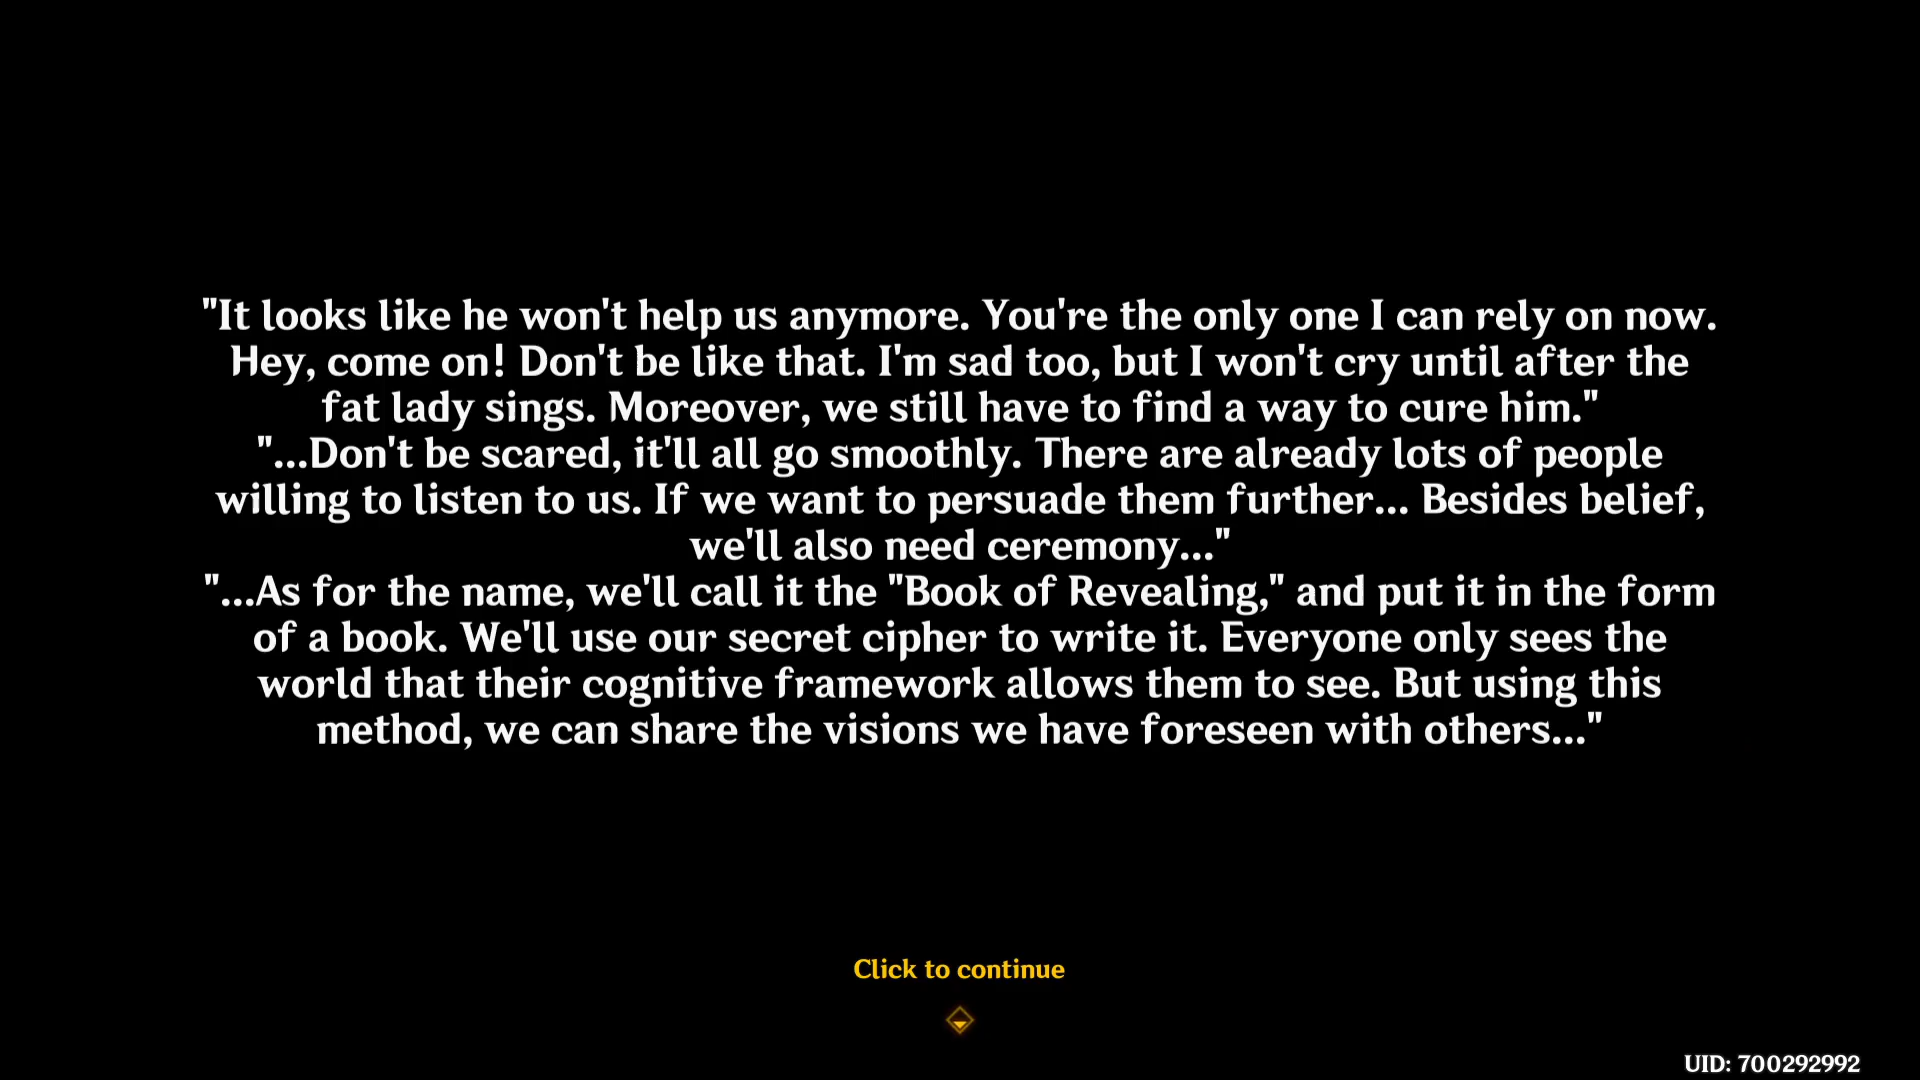 "It looks like he won't help us anymore. You're the only one I can rely on now.
Hey, come on! Don't be like that. I'm sad too, but I won't cry until after the
fat lady sings. Moreover, we still have to find a way to cure him."
"...Don't be scared, it'll all go smoothly. There are already lots of people
willing to listen to us. If we want to persuade them further... Besides belief,
we'll also need ceremony..."
"...As for the name, we'll call it the "Book of Revealing," and put it in the form
of a book. We'll use our secret cipher to write it. Everyone only sees the
world that their cognitive framework allows them to see. But using this
method, we can share the visions we have foreseen with others..."
Click to continue
UID: 700292992